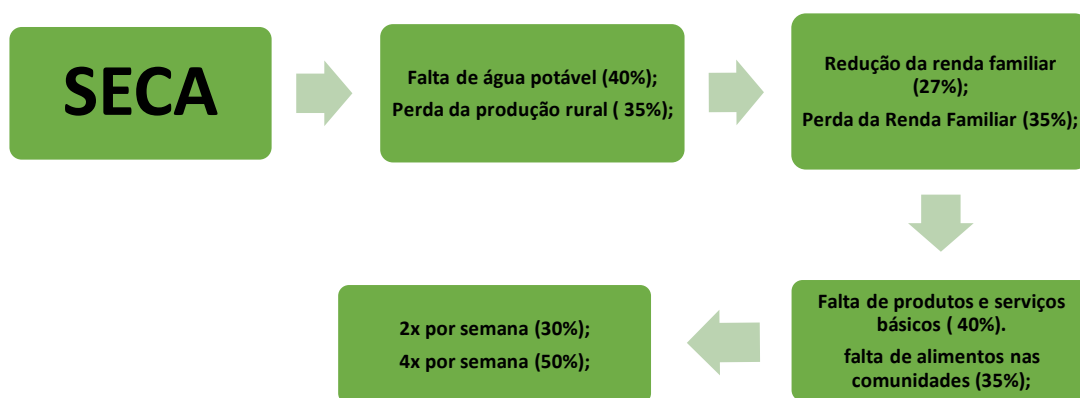 SECA
Falta de água potável (40%);
Perda da produção rural ( 35%);
Redução da renda familiar
(27%);
Perda da Renda Familiar (35%);
Falta de produtos e serviços
básicos ( 40%).
falta de alimentos nas
comunidades (35%);
2x por semana (30%);
4x por semana (50%);